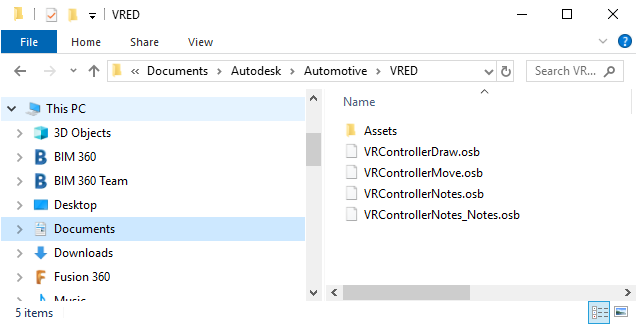 VRED
File Home Share View
« Documents > Autodesk > Automotive > VRED
Search VR...
This PC
3D Objects
BIM 360
BIM 360 Team
Desktop
Documents
Downloads
Fusion 360
Music
Name
Assets
VRControllerDraw.osb
VRControllerMove.osb
VRControllerNotes.osb
VRControllerNotes_Notes.osb
5 items